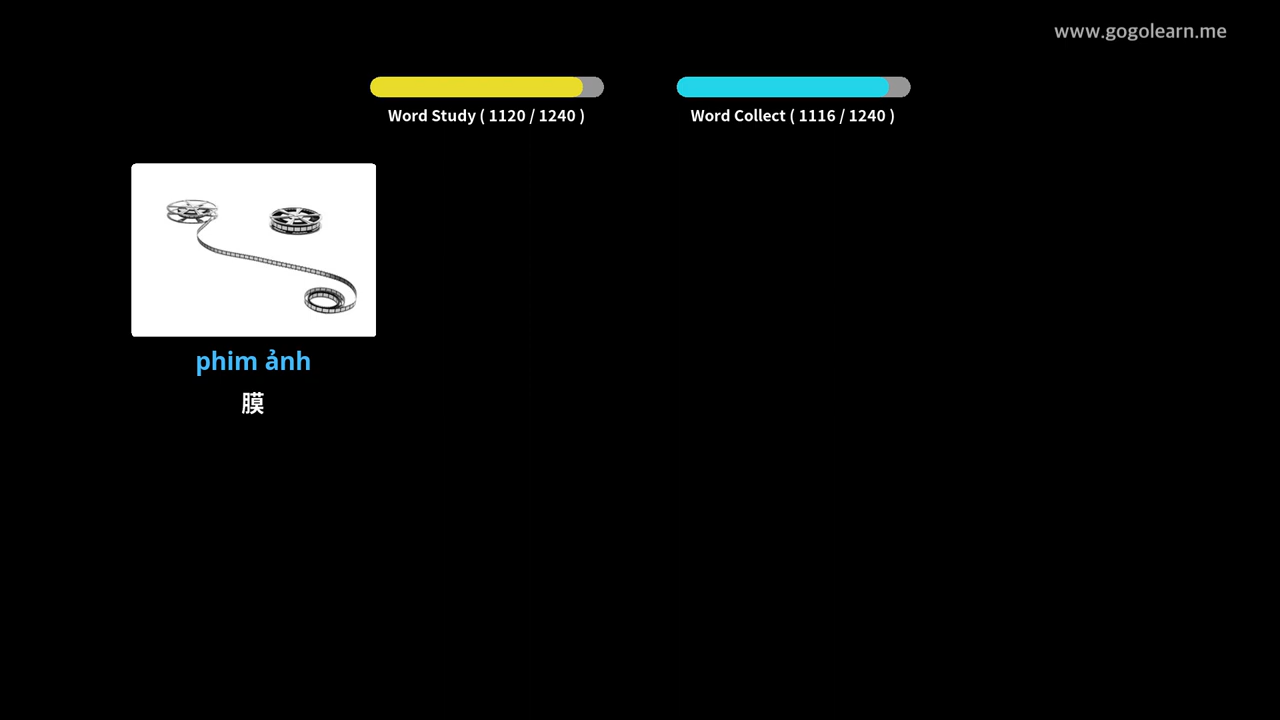 www.gogolearn.me
Word Study ( 1120 / 1240 )
Word Collect ( 1116 / 1240 )
phim ảnh
膜